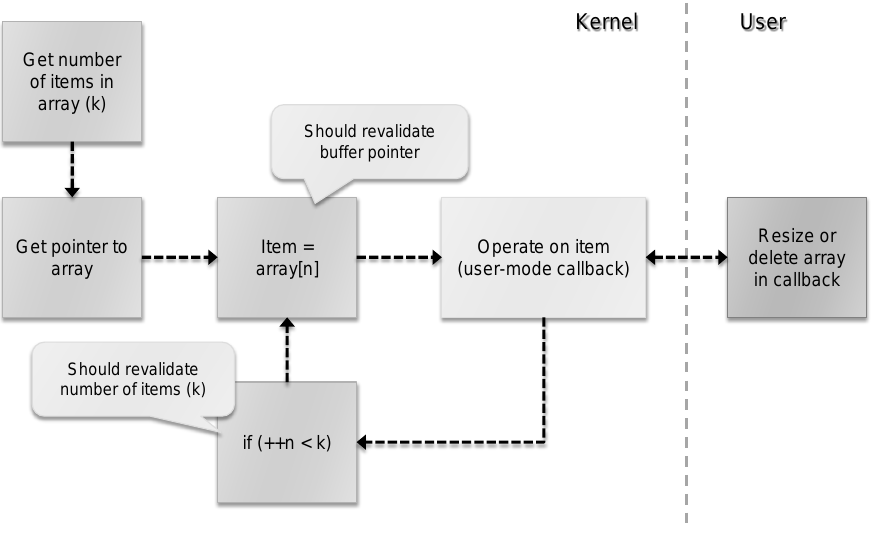 Kernel
User
Get number
of items in
array (k)
Should revalidate
buffer pointer
Get pointer to
array
Item =
array[n]
Operate on item
(user-mode callback)
Resize or
delete array
in callback
Should revalidate
number of items (k)
if (++n < k)